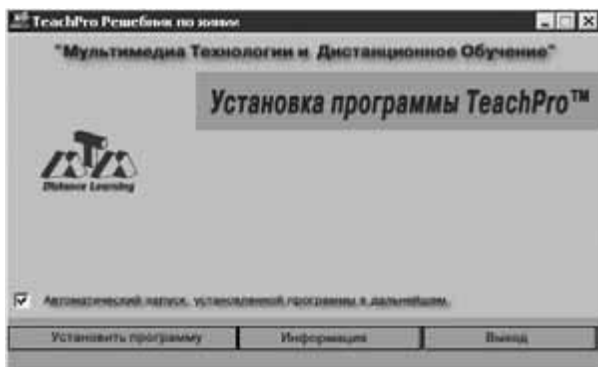 TeachPro Решебник по химии
"Мультимедиа Технологии и Дистанционное Обучение"
Установка программы TeachPro™
Distance Learning
Автоматический запуск, установленной программы в дальнейшем.
Установить программу
Информация
Выход